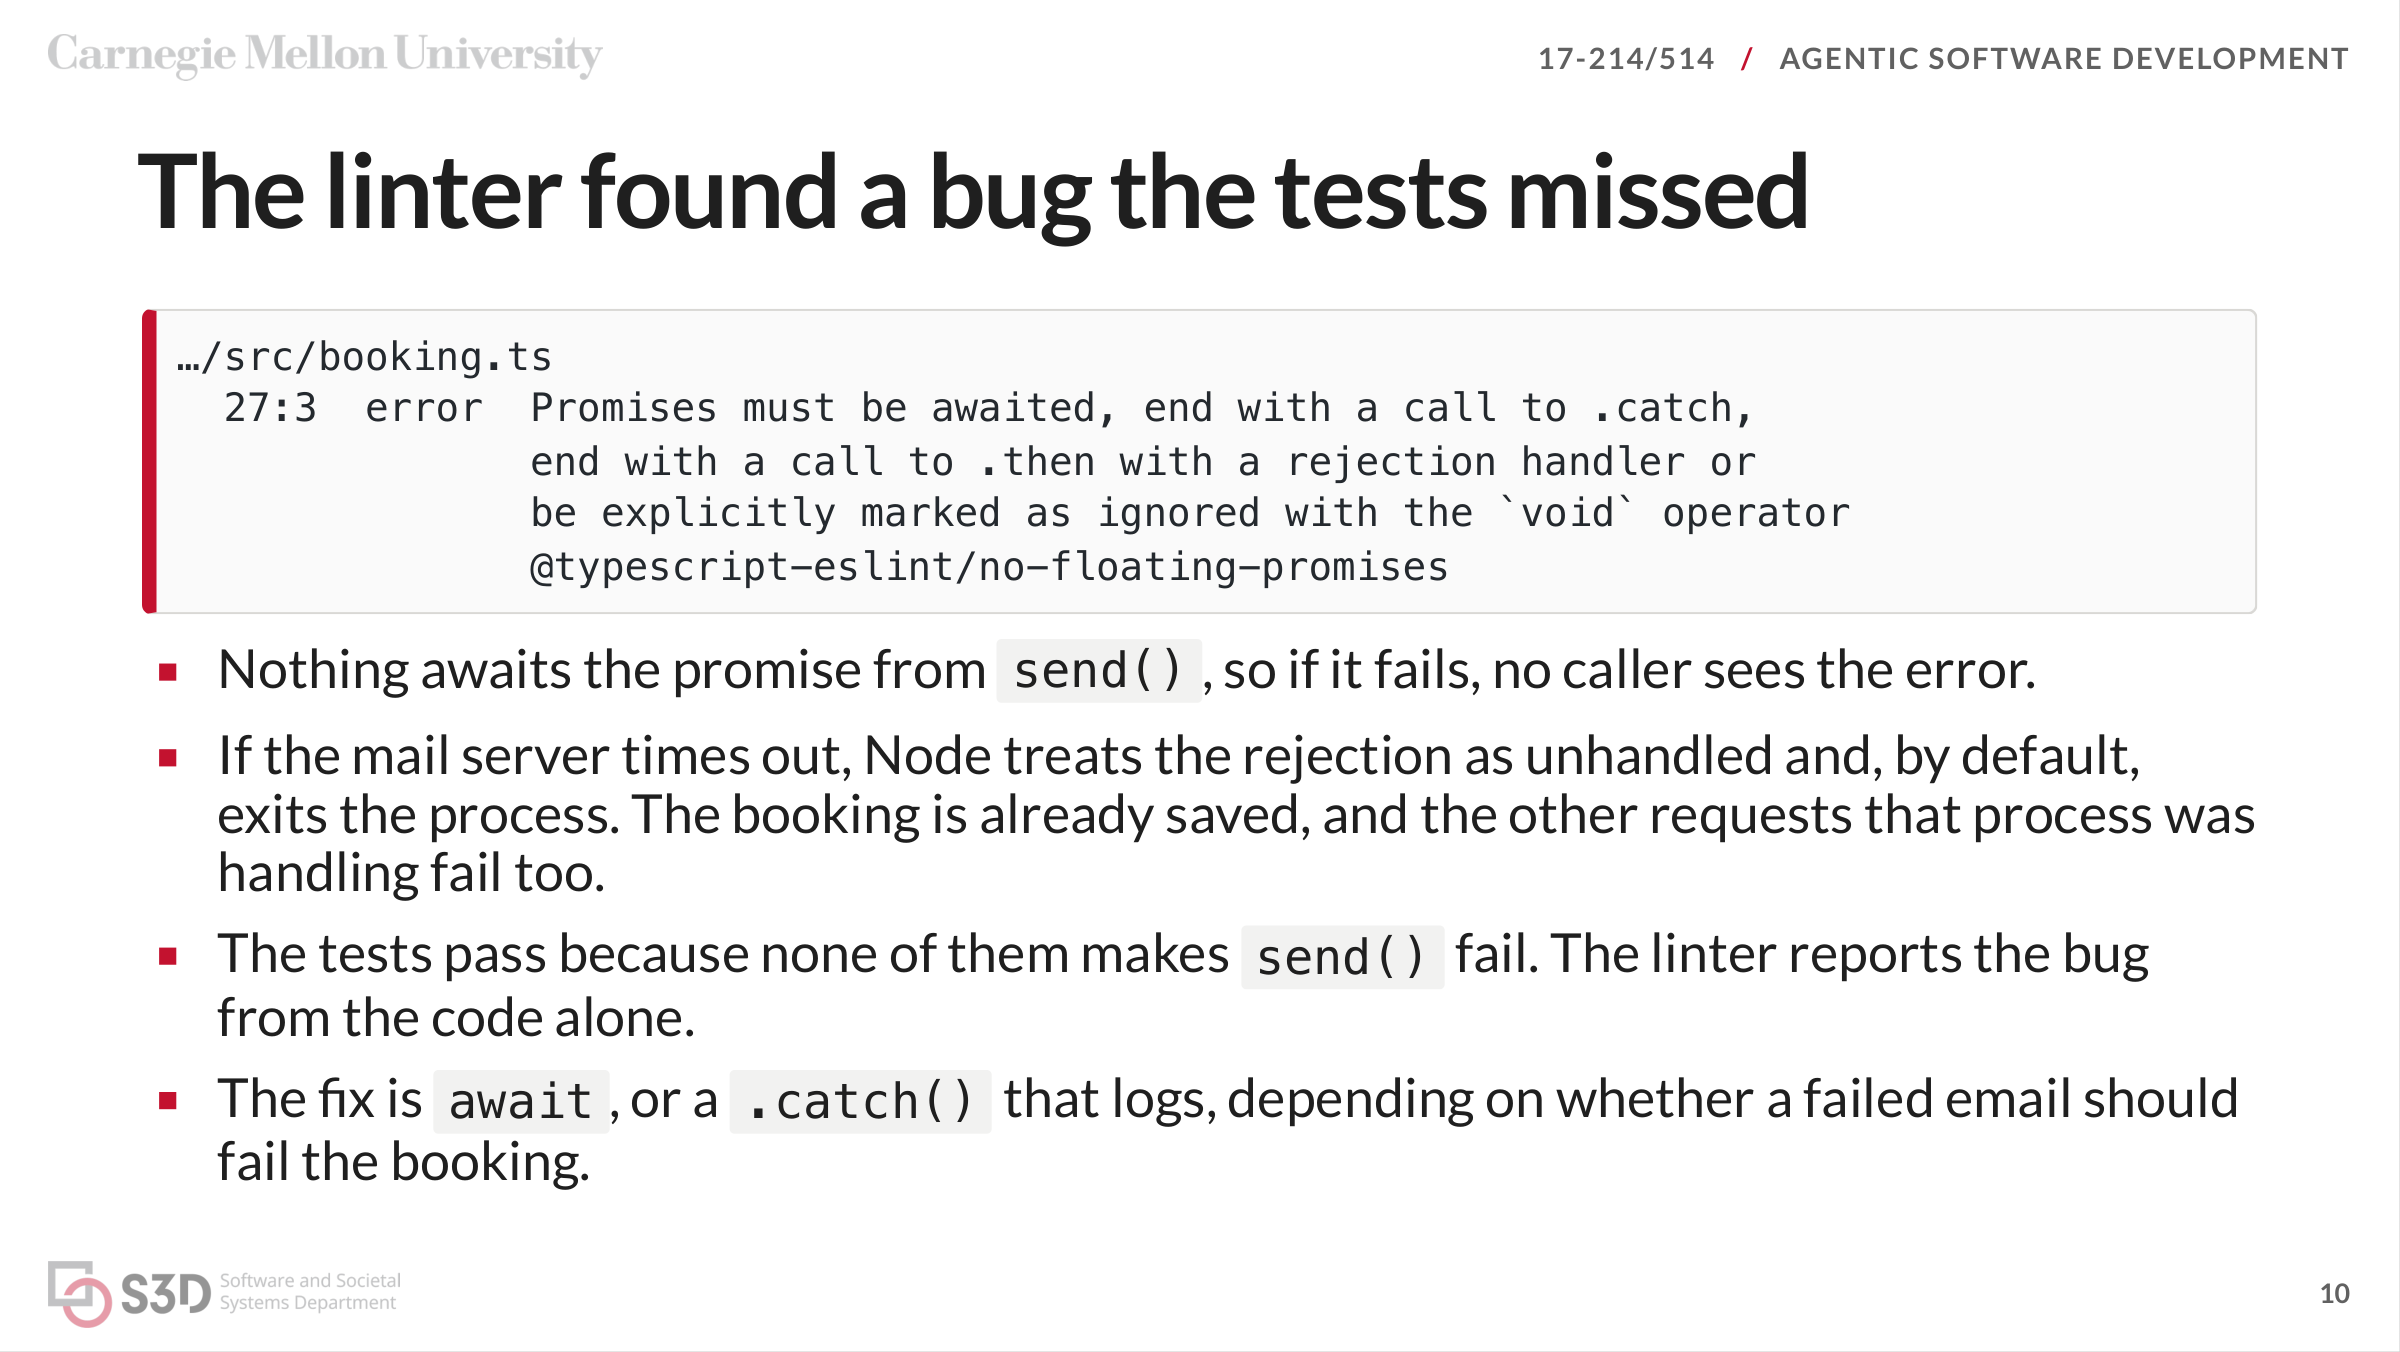 Carnegie Mellon University
17-214/514 / AGENTIC SOFTWARE DEVELOPMENT
The linter found a bug the tests missed
…/src/booking.ts
27:3 error Promises must be awaited, end with a call to .catch,
end with a call to .then with a rejection handler or
be explicitly marked as ignored with the `void` operator
@typescript-eslint/no-floating-promises
▪ Nothing awaits the promise from send(), so if it fails, no caller sees the error.
▪ If the mail server times out, Node treats the rejection as unhandled and, by default,
exits the process. The booking is already saved, and the other requests that process was
handling fail too.
▪ The tests pass because none of them makes send() fail. The linter reports the bug
from the code alone.
▪ The fix is await, or a .catch() that logs, depending on whether a failed email should
fail the booking.
S3D Software and Societal
Systems Department
10